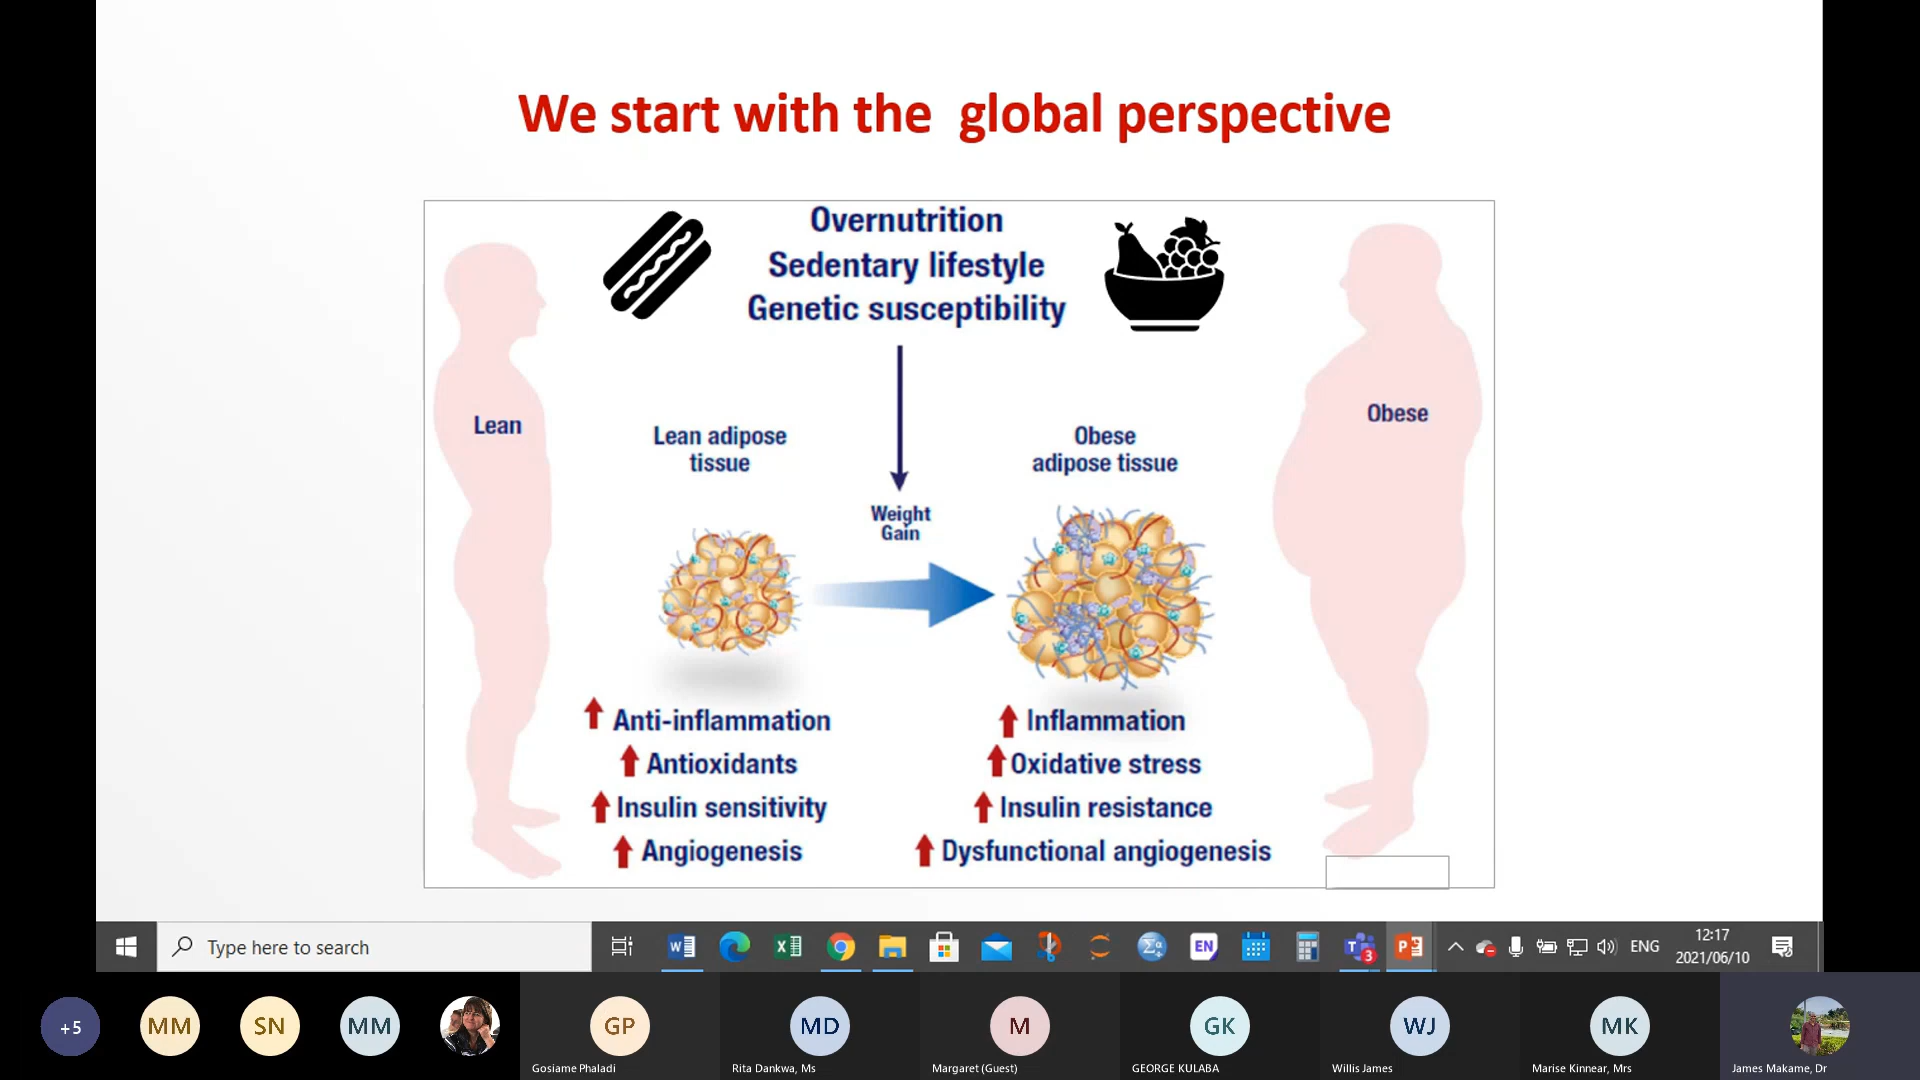 We start with the global perspective
Overnutrition
Sedentary lifestyle
Genetic susceptibility
Lean
Obese
Lean adipose
tissue
Obese
adipose tissue
Weight
Gain
Anti-inflammation
Antioxidants
Insulin sensitivity
Angiogenesis
Inflammation
Oxidative stress
Insulin resistance
Dysfunctional angiogenesis
Type here to search
EN
3
ENG
12:17
2021/06/10
+5
MM
SN
MM
GP
Gosiame Phaladi
MD
Rita Dankwa, Ms
M
Margaret (Guest)
GK
GEORGE KULABA
WJ
Willis James
MK
Marise Kinnear, Mrs
James Makame, Dr